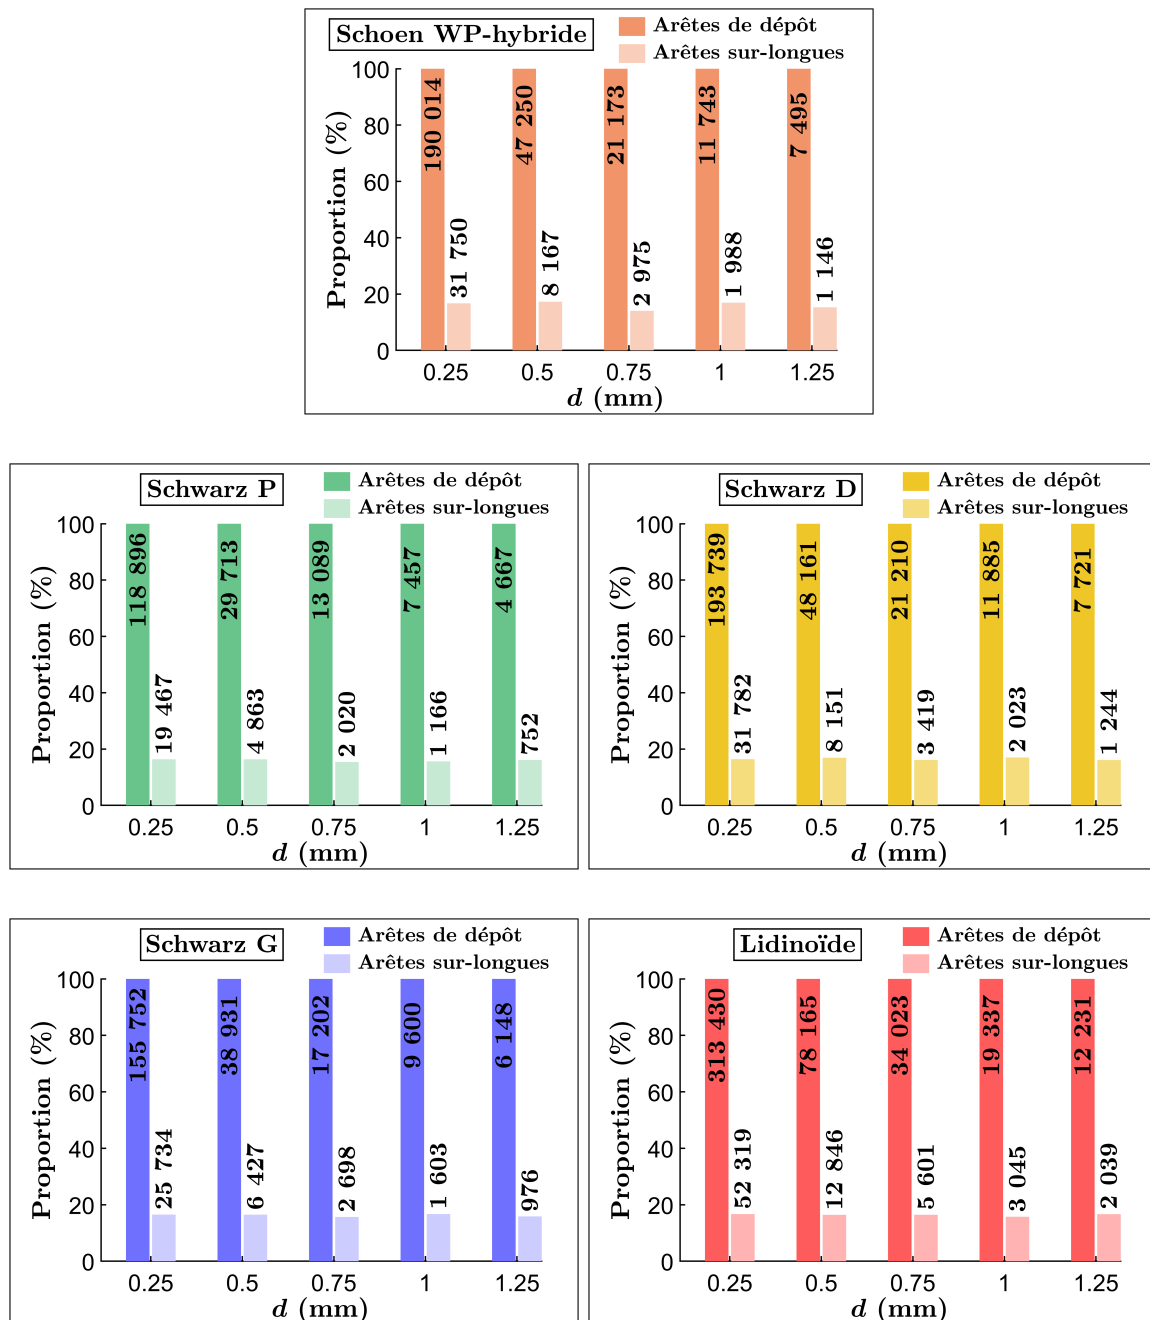 Schoen WP-hybride
Arêtes de dépôt
Arêtes sur-longues
Proportion (%)
100
80
60
40
20
0
190 014
31 750
47 250
8 167
21 173
2 975
11 743
1 988
7 495
1 146
0.25 0.5 0.75 1 1.25
d (mm)
Schwarz P
Arêtes de dépôt
Arêtes sur-longues
Proportion (%)
100
80
60
40
20
0
118 896
19 467
29 713
4 863
13 089
2 020
7 457
1 166
4 667
752
0.25 0.5 0.75 1 1.25
d (mm)
Schwarz D
Arêtes de dépôt
Arêtes sur-longues
Proportion (%)
100
80
60
40
20
0
193 739
31 782
48 161
8 151
21 210
3 419
11 885
2 023
7 721
1 244
0.25 0.5 0.75 1 1.25
d (mm)
Schwarz G
Arêtes de dépôt
Arêtes sur-longues
Proportion (%)
100
80
60
40
20
0
155 752
25 734
38 931
6 427
17 202
2 698
9 600
1 603
6 148
976
0.25 0.5 0.75 1 1.25
d (mm)
Lidinoïde
Arêtes de dépôt
Arêtes sur-longues
Proportion (%)
100
80
60
40
20
0
313 430
52 319
78 165
12 846
34 023
5 601
19 337
3 045
12 231
2 039
0.25 0.5 0.75 1 1.25
d (mm)